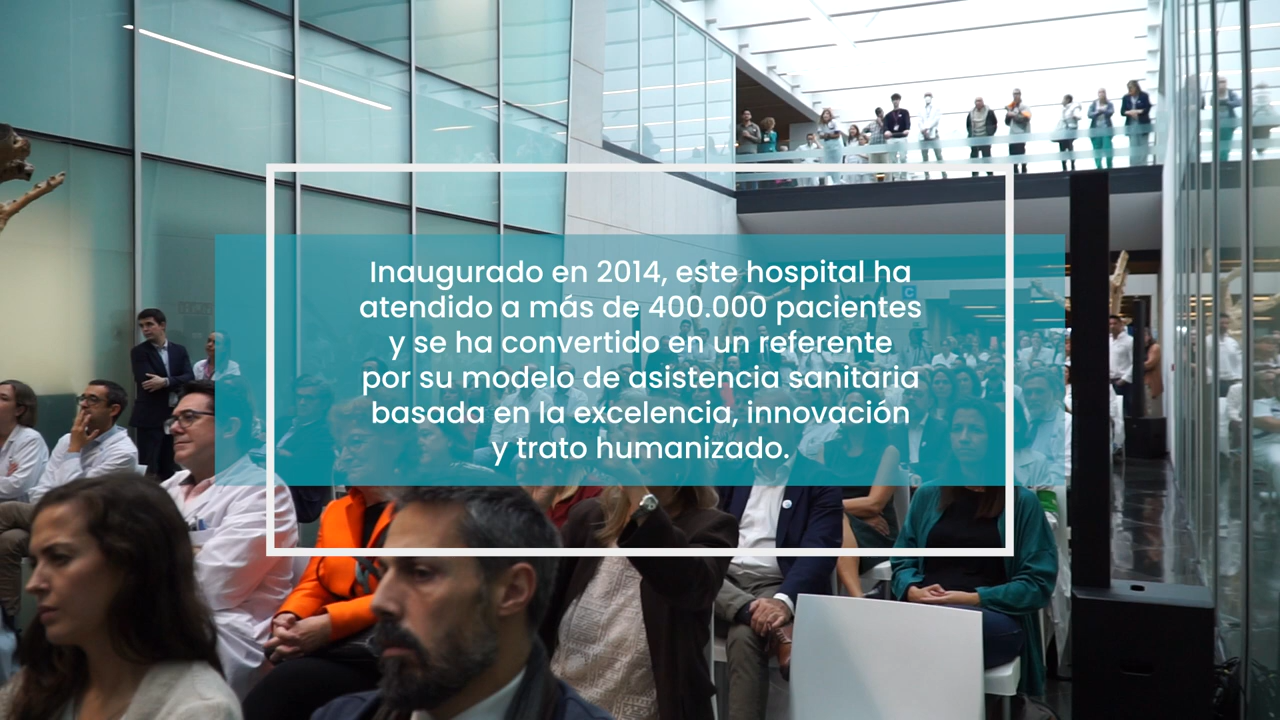 Inaugurado en 2014, este hospital ha
atendido a más de 400.000 pacientes
y se ha convertido en un referente
por su modelo de asistencia sanitaria
basada en la excelencia, innovación
y trato humanizado.
C